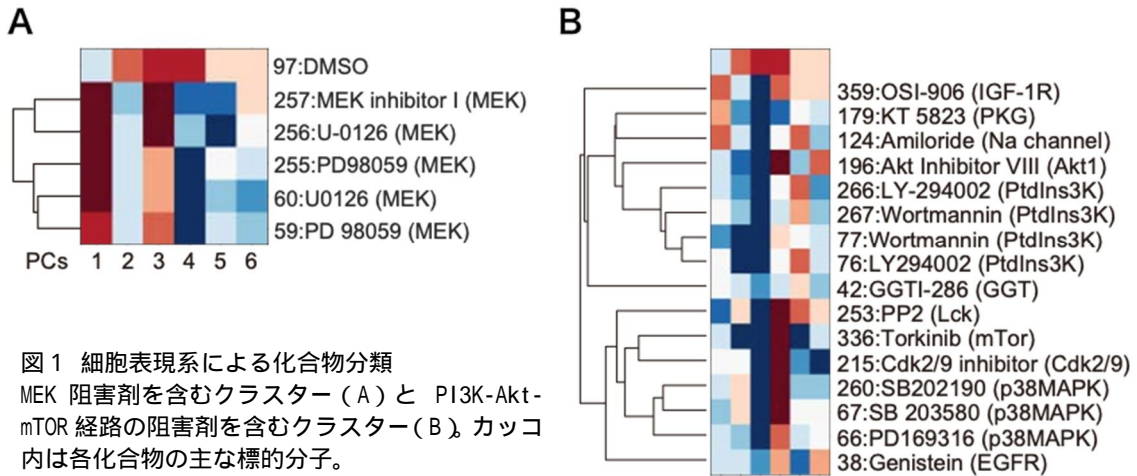 A
97:DMSO
257:MEK inhibitor I (MEK)
256:U-0126 (MEK)
255:PD98059 (MEK)
60:U0126 (MEK)
59:PD 98059 (MEK)
PCs 1 2 3 4 5 6
図1 細胞表現系による化合物分類
MEK 阻害剤を含むクラスター(A)と PI3K-Akt-
mTOR 経路の阻害剤を含むクラスター(B)。カッコ
内は各化合物の主な標的分子。
B
359:OSI-906 (IGF-1R)
179:KT 5823 (PKG)
124:Amiloride (Na channel)
196:Akt Inhibitor VIII (Akt1)
266:LY-294002 (PtdIns3K)
267:Wortmannin (PtdIns3K)
77:Wortmannin (PtdIns3K)
76:LY294002 (PtdIns3K)
42:GGTI-286 (GGT)
253:PP2 (Lck)
336:Torkinib (mTor)
215:Cdk2/9 inhibitor (Cdk2/9)
260:SB202190 (p38MAPK)
67:SB 203580 (p38MAPK)
66:PD169316 (p38MAPK)
38:Genistein (EGFR)